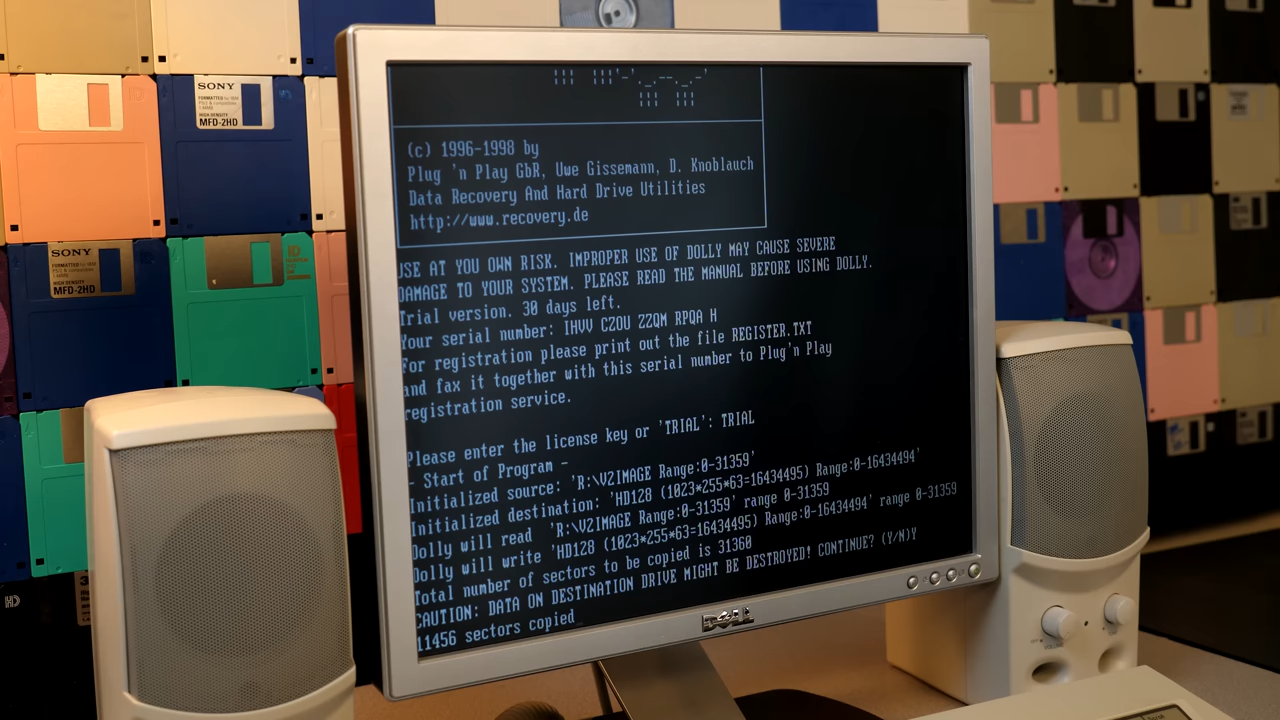 SONY
FORMATTED for IBM
MFD-2HD
SONY
MFD-2HD
(c) 1996-1998 by
Plug 'n Play GbR, Uwe Gissemann, D. Knoblauch
Data Recovery And Hard Drive Utilities
http://www.recovery.de
USE AT YOU OWN RISK. IMPROPER USE OF DOLLY MAY CAUSE SEVERE
DAMAGE TO YOUR SYSTEM. PLEASE READ THE MANUAL BEFORE USING DOLLY.
Trial version. 30 days left.
Your serial number: IHVV CZOU ZZQM RPQA H
For registration please print out the file REGISTER.TXT
and fax it together with this serial number to Plug'n Play
registration service.
Please enter the license key or 'TRIAL': TRIAL
- Start of Program -
Initialized source: 'R:\V2IMAGE Range:0-31359'
Initialized destination: 'HD128 (1023*255*63=16434495) Range:0-16434494'
Dolly will read 'R:\V2IMAGE Range:0-31359' range 0-31359
Dolly will write 'HD128 (1023*255*63=16434495) Range:0-16434494' range 0-31359
Total number of sectors to be copied is 31360
CAUTION: DATA ON DESTINATION DRIVE MIGHT BE DESTROYED! CONTINUE? (Y/N)Y
11456 sectors copied
DELL